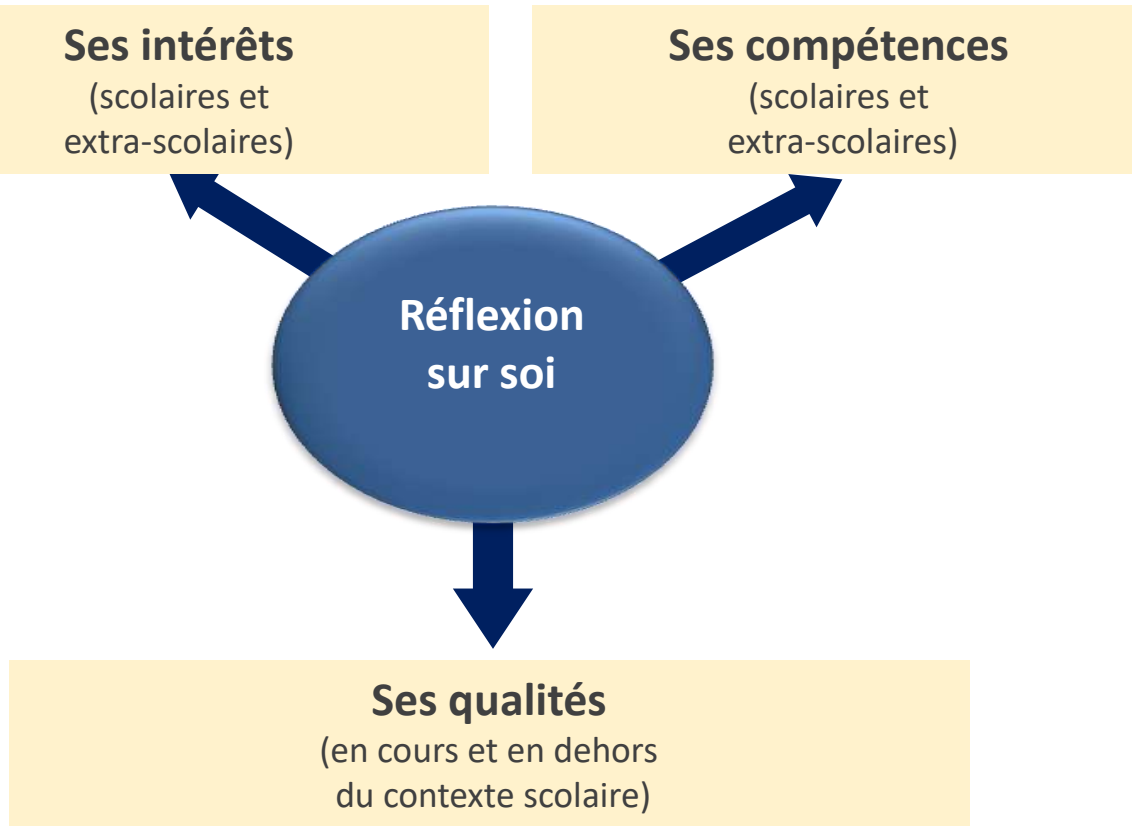 Ses intérêts
(scolaires et
extra-scolaires)
Ses compétences
(scolaires et
extra-scolaires)
Réflexion
sur soi
Ses qualités
(en cours et en dehors
du contexte scolaire)